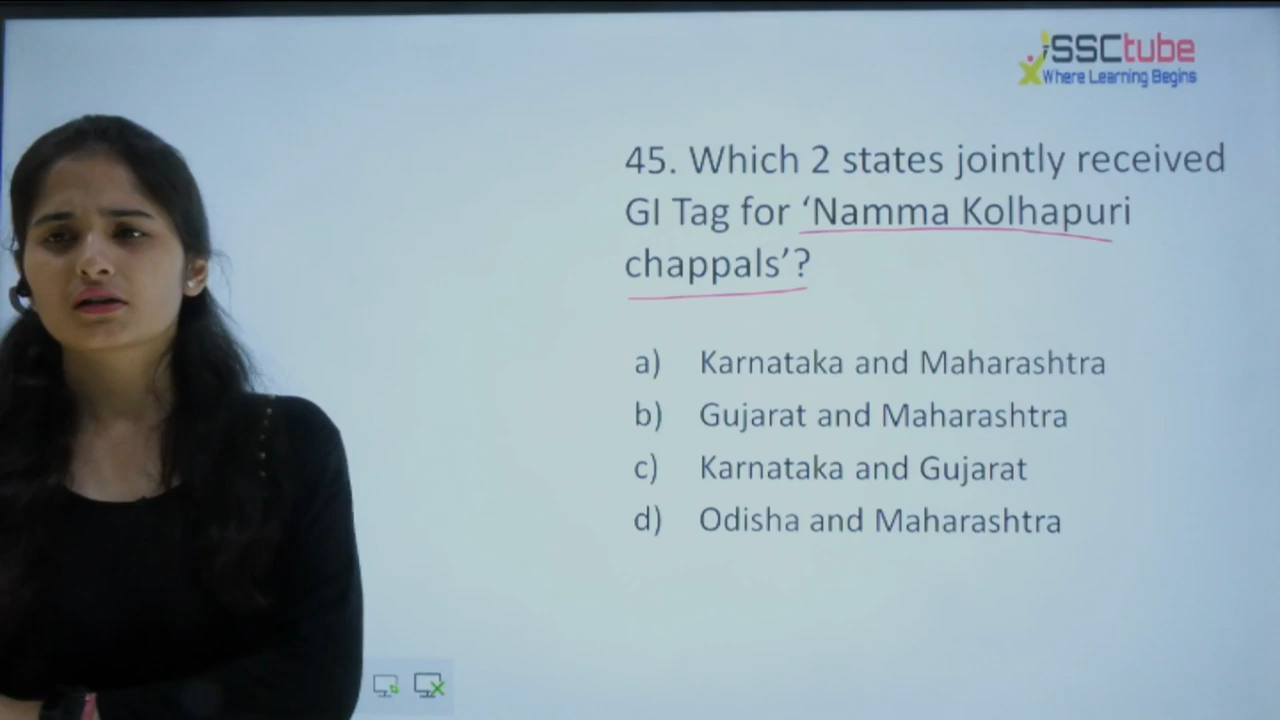 SSCtube
Where Learning Begins
45. Which 2 states jointly received
GI Tag for ‘Namma Kolhapuri
chappals’?
a) Karnataka and Maharashtra
b) Gujarat and Maharashtra
c) Karnataka and Gujarat
d) Odisha and Maharashtra